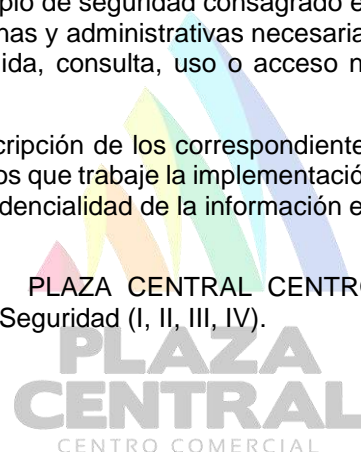 pio de seguridad consagrado e
nas y administrativas necesaria
ida, consulta, uso o acceso n
cripción de los correspondiente
os que trabaje la implementació
dencialidad de la información e
PLAZA CENTRAL CENTRO
Seguridad (I, II, III, IV).
PLAZA
CENTRAL
CENTRO COMERCIAL